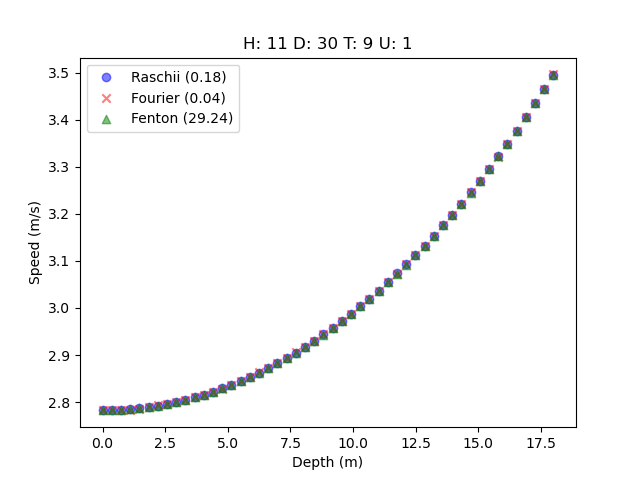 H: 11 D: 30 T: 9 U: 1
Raschii (0.18)
Fourier (0.04)
Fenton (29.24)
3.5
3.4
3.3
3.2
3.1
3.0
2.9
2.8
Speed (m/s)
0.0 2.5 5.0 7.5 10.0 12.5 15.0 17.5
Depth (m)